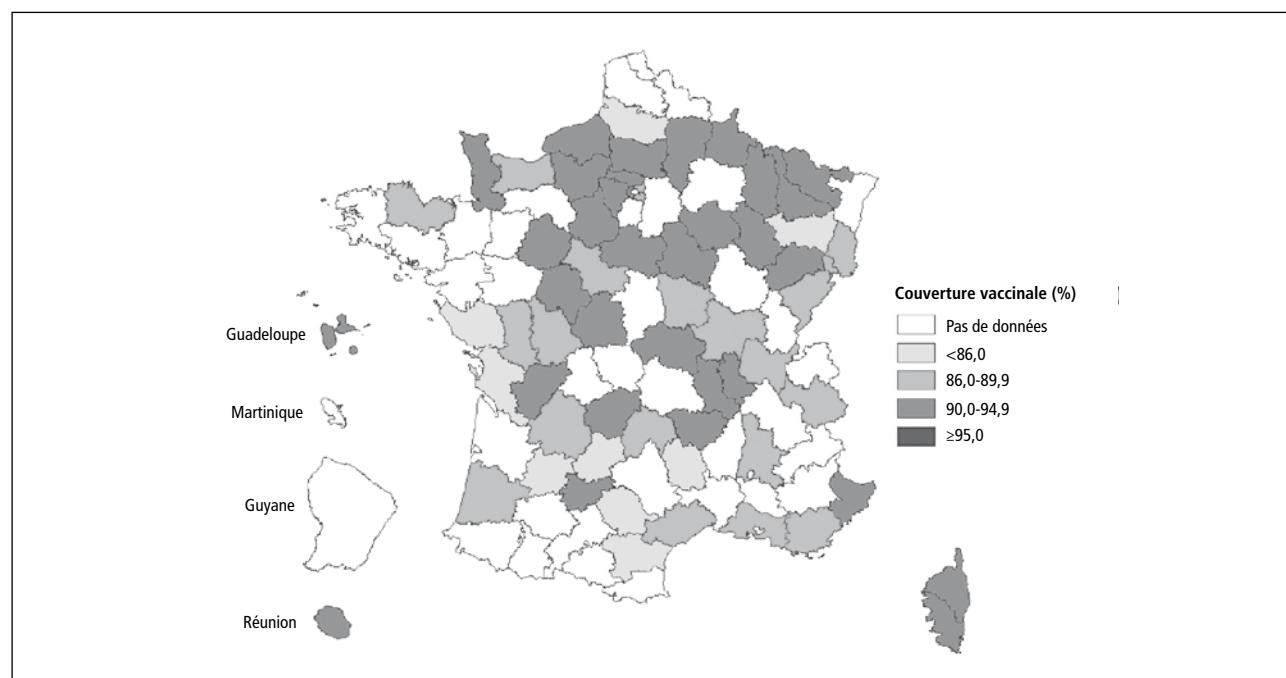 Guadeloupe
Martinique
Guyane
Réunion
Couverture vaccinale (%)
Pas de données
<86,0
86,0-89,9
90,0-94,9
≥95,0